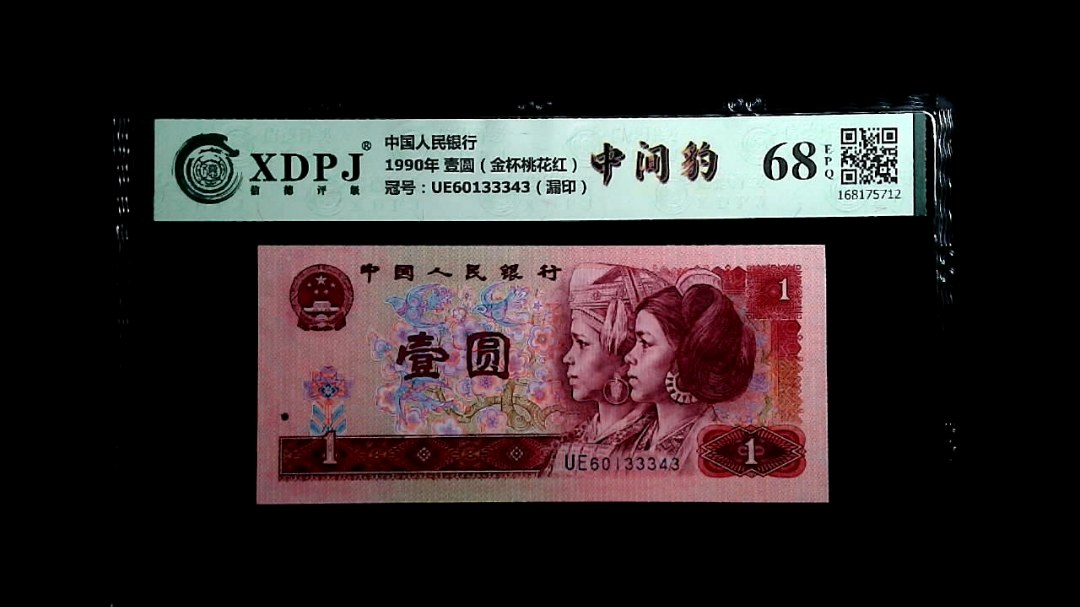 XDPJ®
信德评级
中国人民银行
1990年 壹圆（金杯桃花红）
冠号：UE60133343（漏印）
中间豹
68
EPQ
168175712
中国人民银行
1
壹圆
1
UE60133343
1